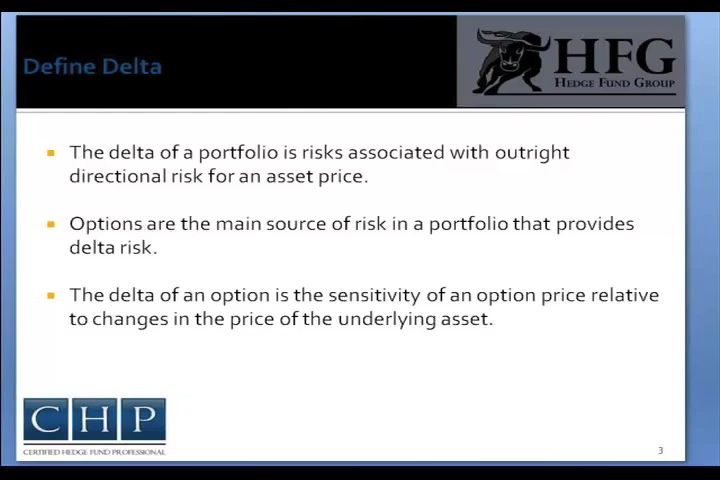 Define Delta
HFG
HEDGE FUND GROUP
The delta of a portfolio is risks associated with outright
directional risk for an asset price.
Options are the main source of risk in a portfolio that provides
delta risk.
The delta of an option is the sensitivity of an option price relative
to changes in the price of the underlying asset.
CHP
CERTIFIED HEDGE FUND PROFESSIONAL
3